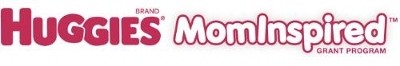 BRAND
HUGGIES® MomInspired™
GRANT PROGRAM